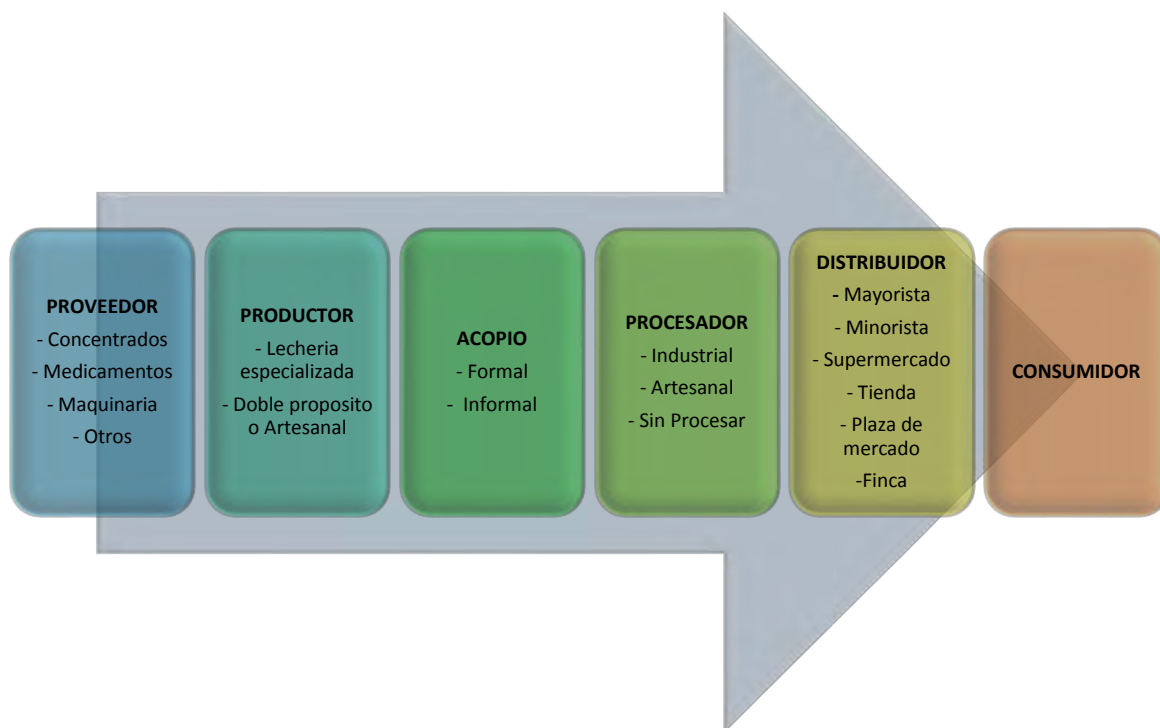 PROVEEDOR
- Concentrados
- Medicamentos
- Maquinaria
- Otros
PRODUCTOR
- Lecheria
especializada
- Doble proposito
o Artesanal
ACOPIO
- Formal
- Informal
PROCESADOR
- Industrial
- Artesanal
- Sin Procesar
DISTRIBUIDOR
- Mayorista
- Minorista
- Supermercado
- Tienda
- Plaza de
mercado
-Finca
CONSUMIDOR